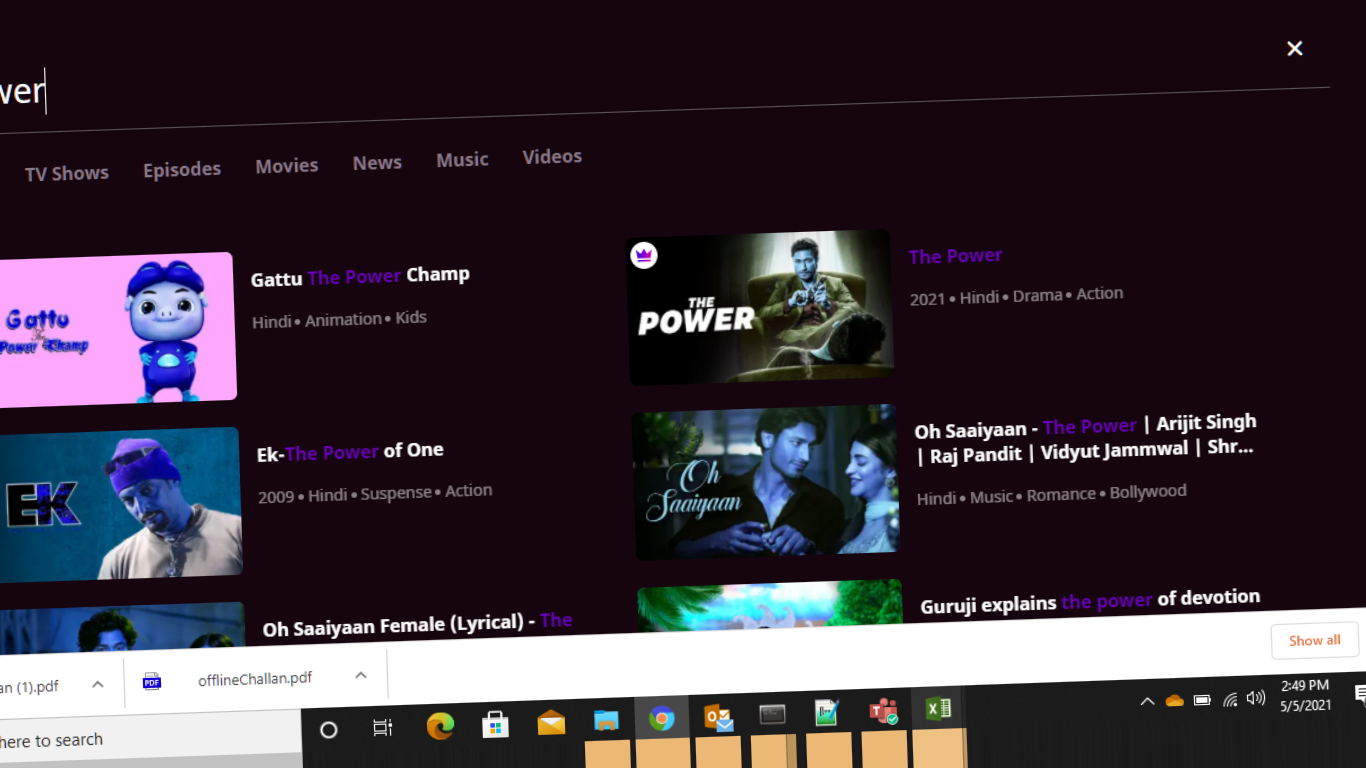 wer
TV Shows Episodes Movies News Music Videos
Gattu
The
Power Champ
Gattu The Power Champ
Hindi • Animation • Kids
THE
POWER
The Power
2021 • Hindi • Drama • Action
EK
Ek-The Power of One
2009 • Hindi • Suspense • Action
Oh
Saaiyaan
Oh Saaiyaan - The Power | Arijit Singh
| Raj Pandit | Vidyut Jammwal | Shr...
Hindi • Music • Romance • Bollywood
Oh Saaiyaan Female (Lyrical) - The
Guruji explains the power of devotion
an (1).pdf
PDF
offlineChallan.pdf
Show all
here to search
2:49 PM
5/5/2021